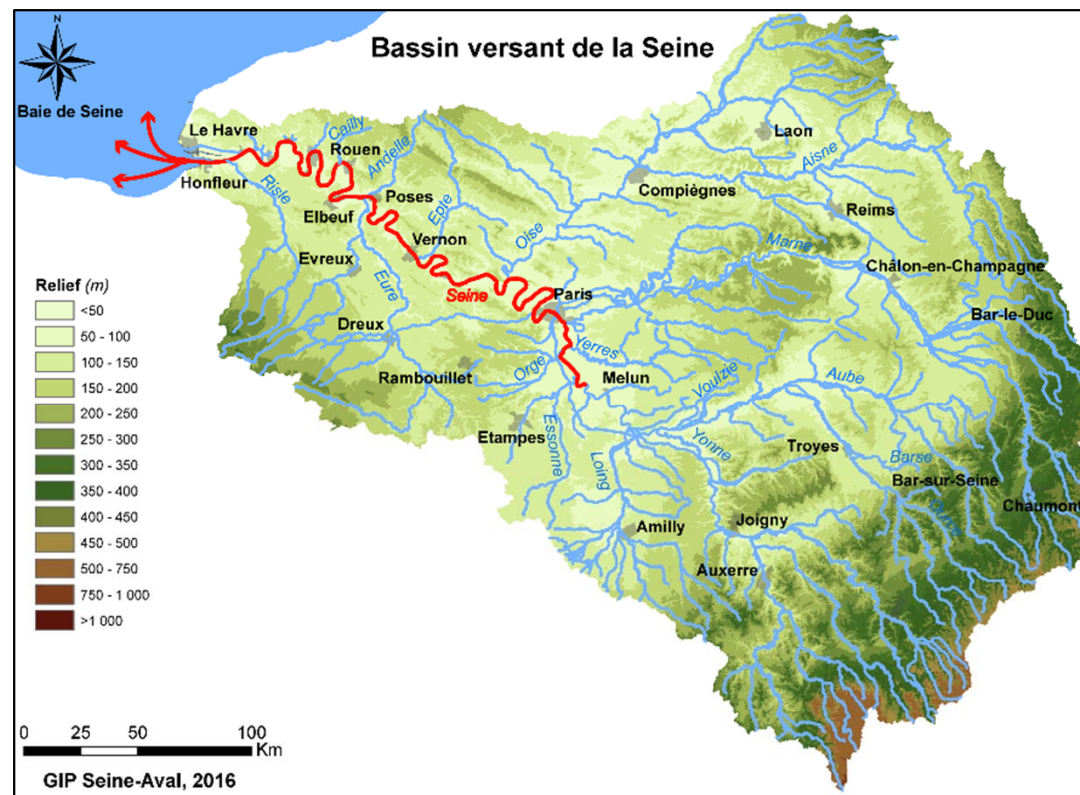 Bassin versant de la Seine
N
Baie de Seine
Le Havre
Honfleur
Risle
Cailly
Rouen
Andelle
Elbeuf
Poses
Epte
Vernon
Evreux
Eure
Oise
Seine
Paris
Dreux
Rambouillet
Orge
Yerres
Melun
Etampes
Essonne
Loing
Voulzie
Yonne
Laon
Aisne
Compiègnes
Reims
Marne
Châlon-en-Champagne
Bar-le-Duc
Aube
Troyes
Barse
Bar-sur-Seine
Chaumont
Amilly
Joigny
Auxerre
Relief (m)
<50
50 - 100
100 - 150
150 - 200
200 - 250
250 - 300
300 - 350
350 - 400
400 - 450
450 - 500
500 - 750
750 - 1 000
>1 000
0 25 50 100
Km
GIP Seine-Aval, 2016